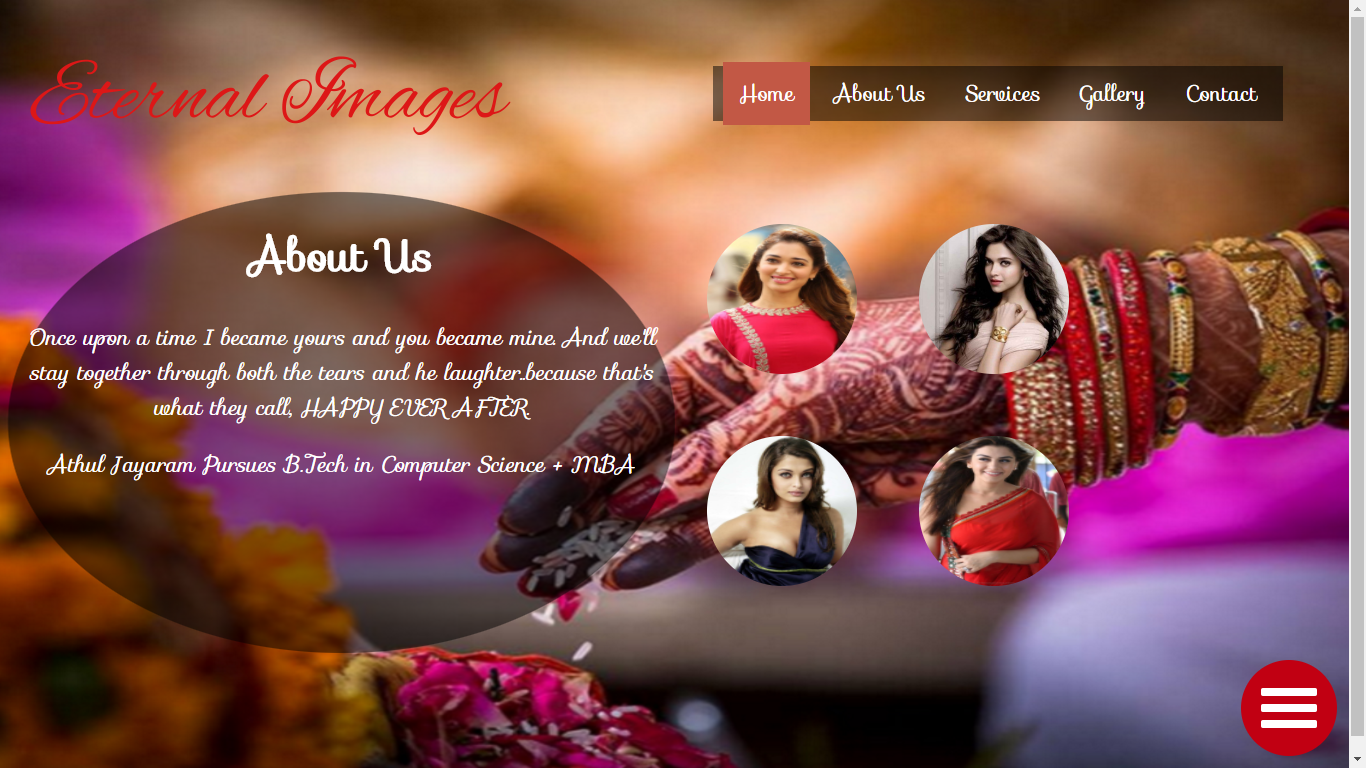 Eternal Images
Home About Us Services Gallery Contact
About Us
Once upon a time I became yours and you became mine. And we'll
stay together through both the tears and he laughter..because that's
what they call, HAPPY EVER AFTER.
Athul Jayaram Pursues B.Tech in Computer Science + MBA